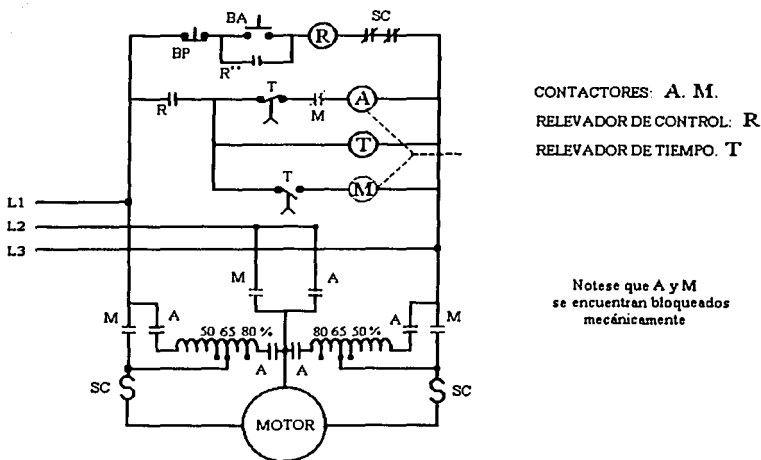 BA
SC
BP
R
R''
T
R
M
A
T
T
M
CONTACTORES: A. M.
RELEVADOR DE CONTROL: R
RELEVADOR DE TIEMPO. T
L1
L2
L3
M
A
Notese que A y M
se encuentran bloqueados
mecánicamente
M
A
50 65 80 %
80 65 50 %
A
M
A
A
SC
SC
MOTOR